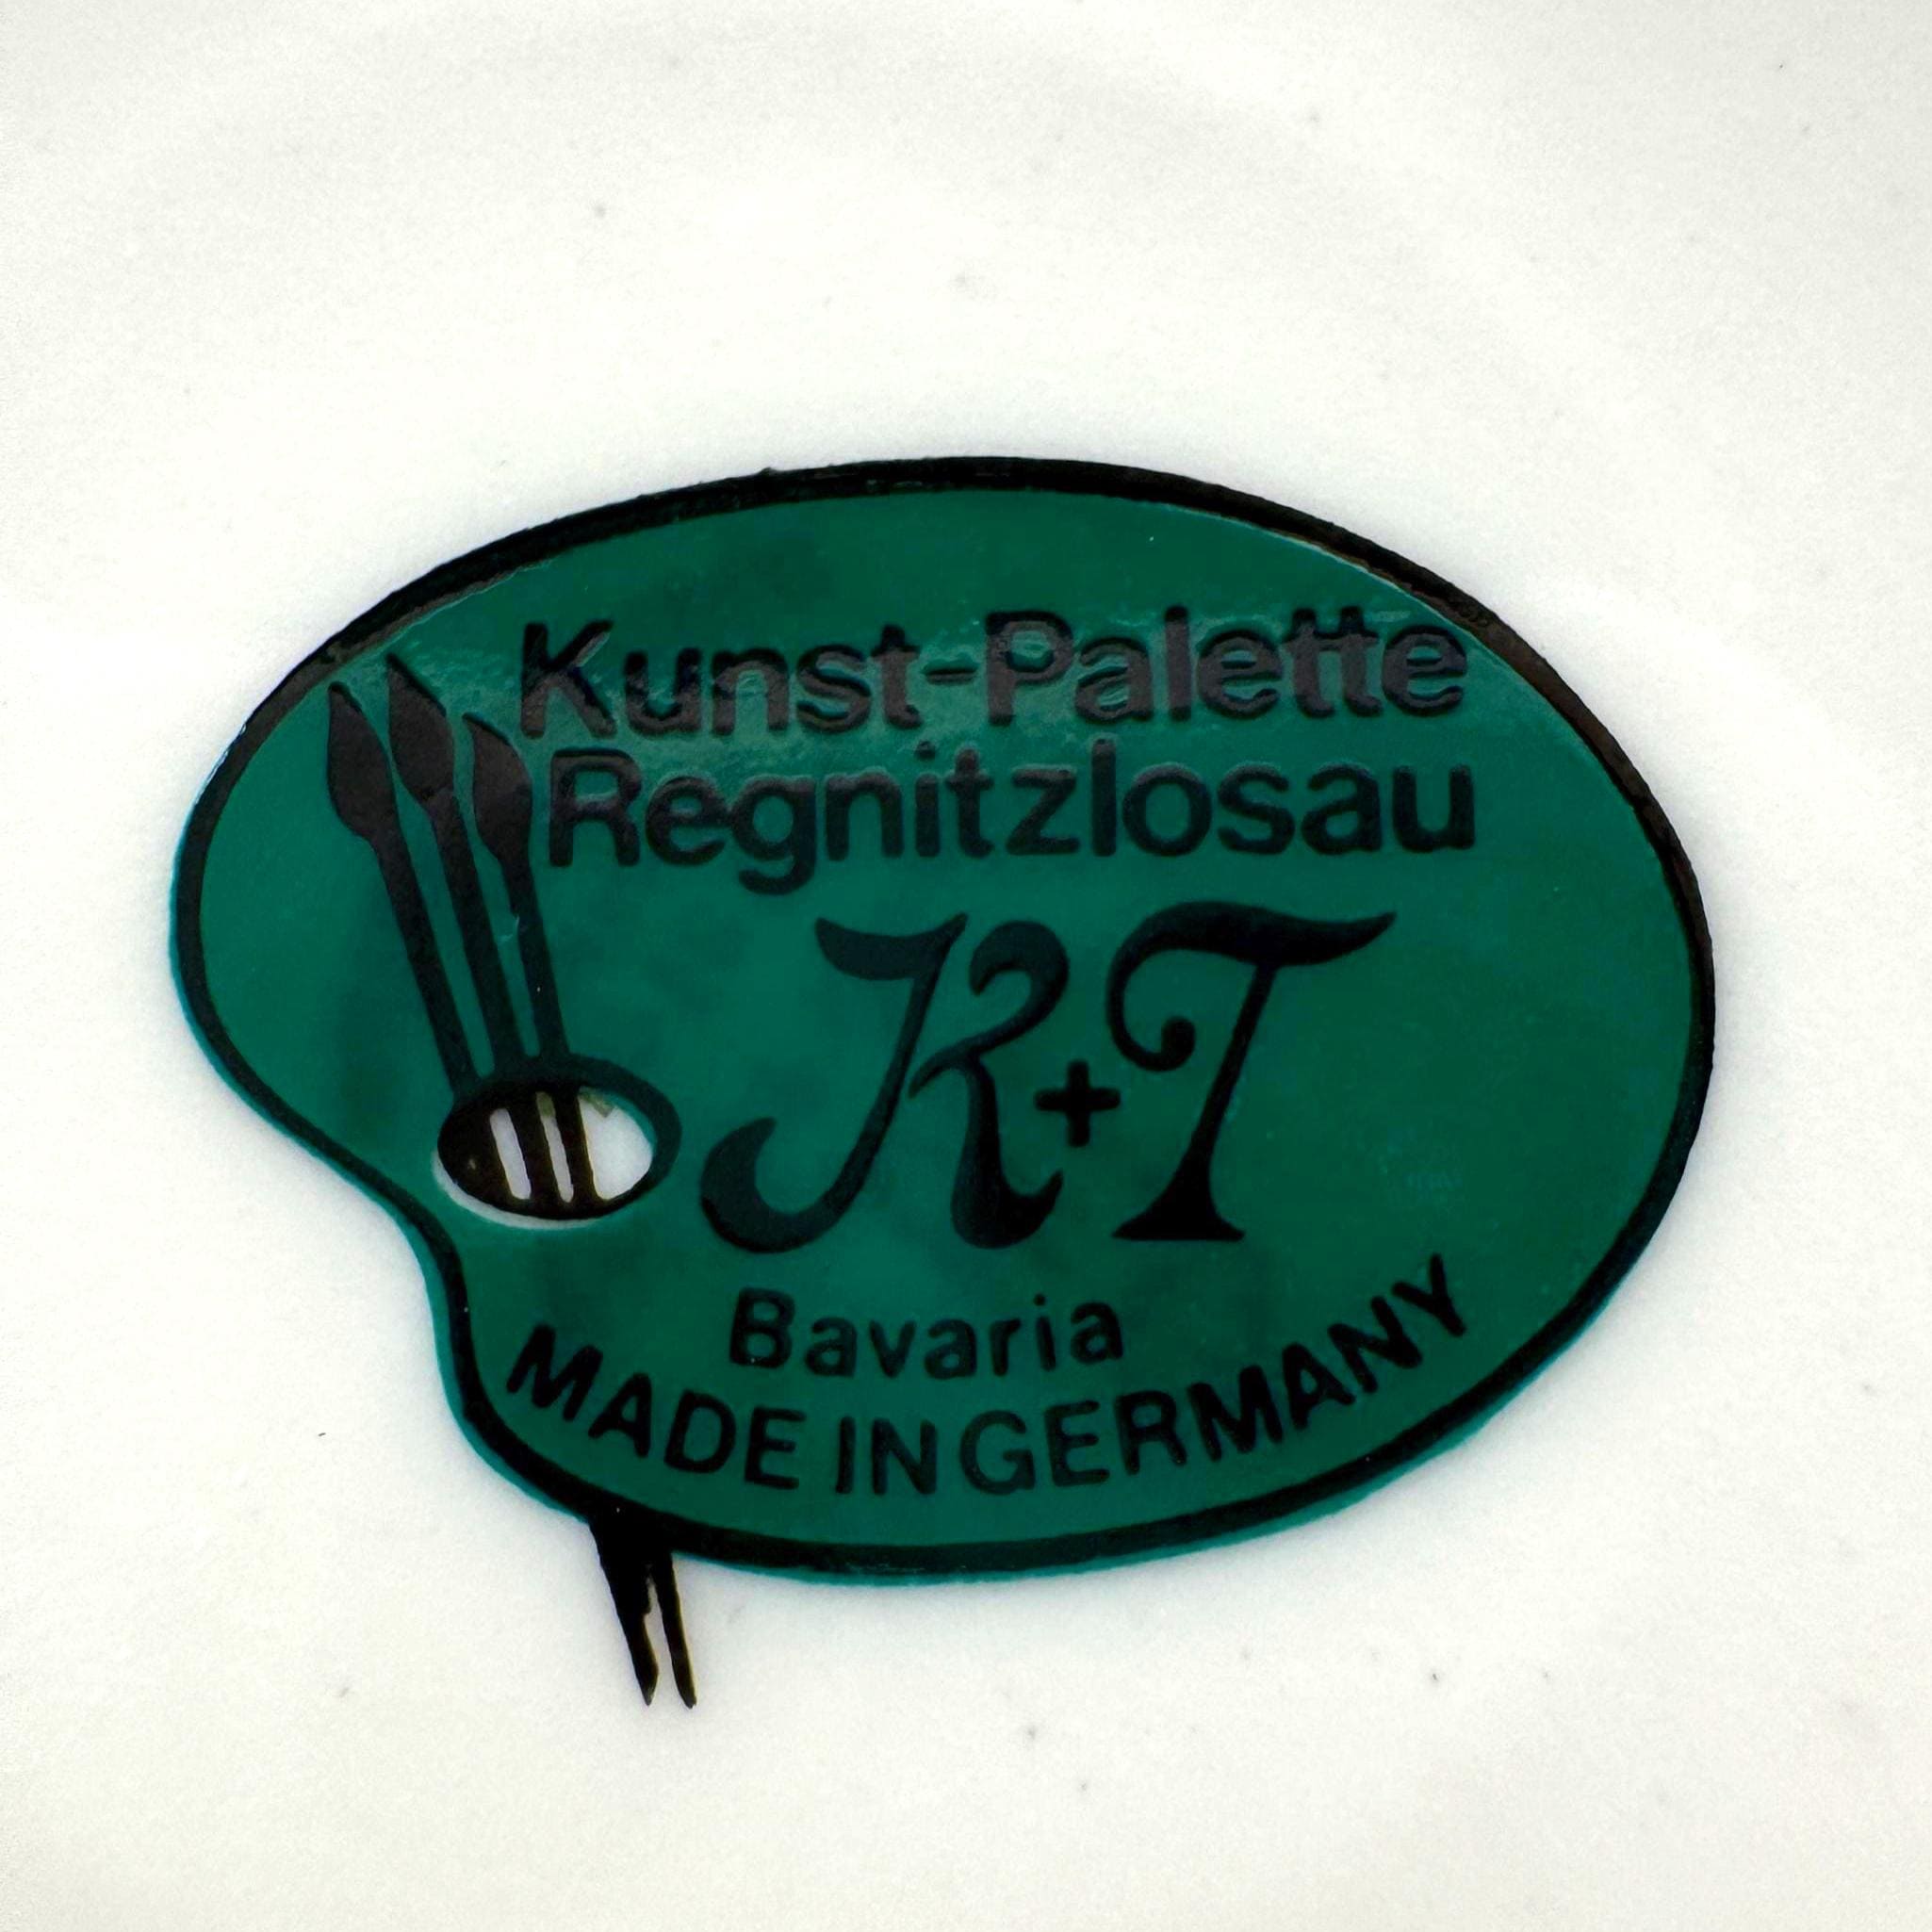 Kunst-Palette
Regnitzlosau
K+T
Bavaria
MADE IN GERMANY